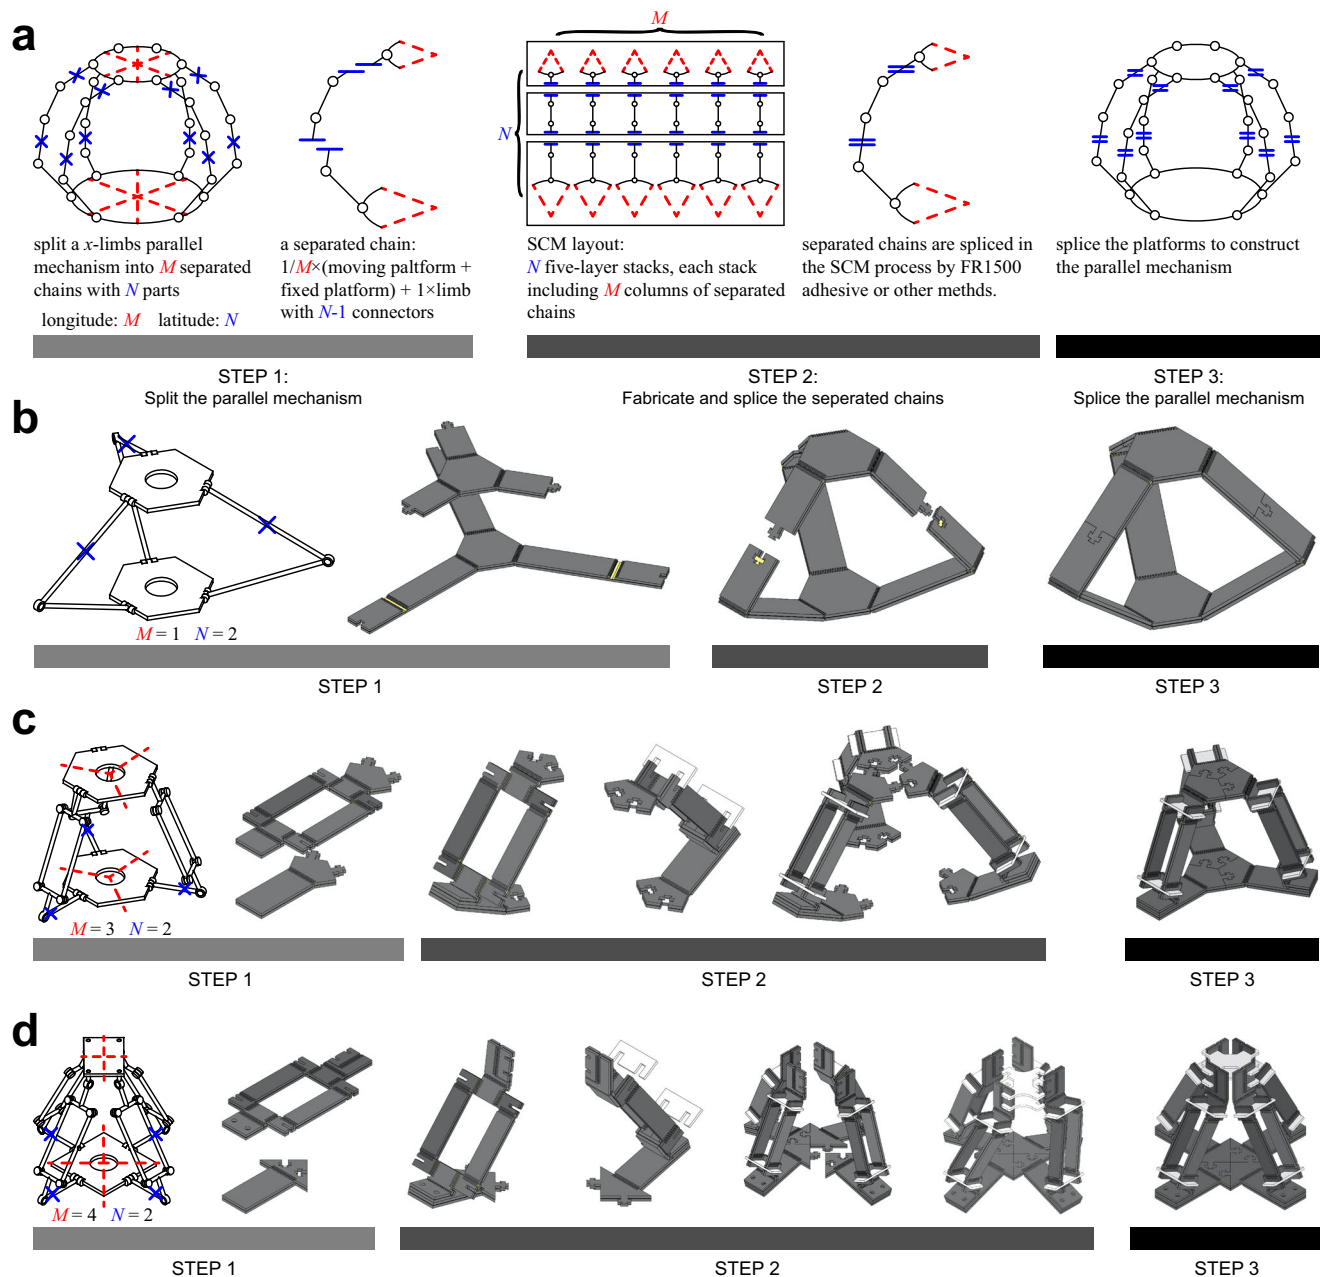 a
M
N
split a x-limbs parallel
mechanism into M separated
chains with N parts
longitude: M latitude: N
a separated chain:
1/M×(moving paltform +
fixed platform) + 1×limb
with N-1 connectors
SCM layout:
N five-layer stacks, each stack
including M columns of separated
chains
separated chains are spliced in
the SCM process by FR1500
adhesive or other methds.
splice the platforms to construct
the parallel mechanism
STEP 1:
Split the parallel mechanism
STEP 2:
Fabricate and splice the seperated chains
STEP 3:
Splice the parallel mechanism
b
M = 1 N = 2
STEP 1
STEP 2
STEP 3
c
M = 3 N = 2
STEP 1
STEP 2
STEP 3
d
M = 4 N = 2
STEP 1
STEP 2
STEP 3